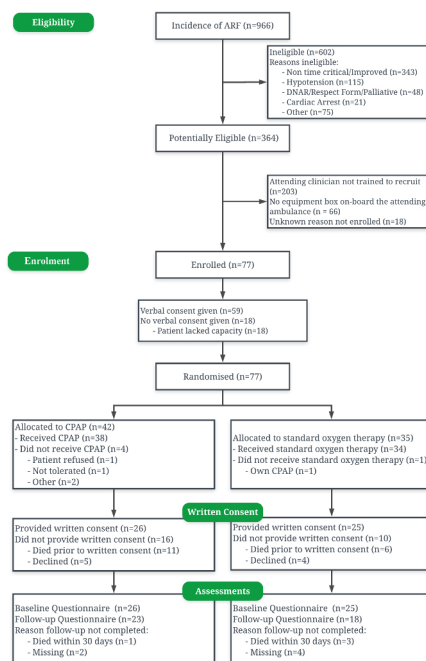 Eligibility
Incidence of ARF (n=966)
Ineligible (n=602)
Reasons ineligible:
- Non time critical/Improved (n=343)
- Hypotension (n=115)
- DNAR/Respect Form/Palliative (n=48)
- Cardiac Arrest (n=21)
- Other (n=75)
Potentially Eligible (n=364)
Attending clinician not trained to recruit
(n=203)
No equipment box on-board the attending
ambulance (n = 66)
Unknown reason not enrolled (n=18)
Enrolment
Enrolled (n=77)
Verbal consent given (n=59)
No verbal consent given (n=18)
- Patient lacked capacity (n=18)
Randomised (n=77)
Allocated to CPAP (n=42)
- Received CPAP (n=38)
- Did not receive CPAP (n=4)
- Patient refused (n=1)
- Not tolerated (n=1)
- Other (n=2)
Allocated to standard oxygen therapy (n=35)
- Received standard oxygen therapy (n=34)
- Did not receive standard oxygen therapy (n=1)
- Own CPAP (n=1)
Written Consent
Provided written consent (n=26)
Did not provide written consent (n=16)
- Died prior to written consent (n=11)
- Declined (n=5)
Provided written consent (n=25)
Did not provide written consent (n=10)
- Died prior to written consent (n=6)
- Declined (n=4)
Assessments
Baseline Questionnaire (n=26)
Follow-up Questionnaire (n=23)
Reason follow-up not completed:
- Died within 30 days (n=1)
- Missing (n=2)
Baseline Questionnaire (n=25)
Follow-up Questionnaire (n=18)
Reason follow-up not completed:
- Died within 30 days (n=3)
- Missing (n=4)